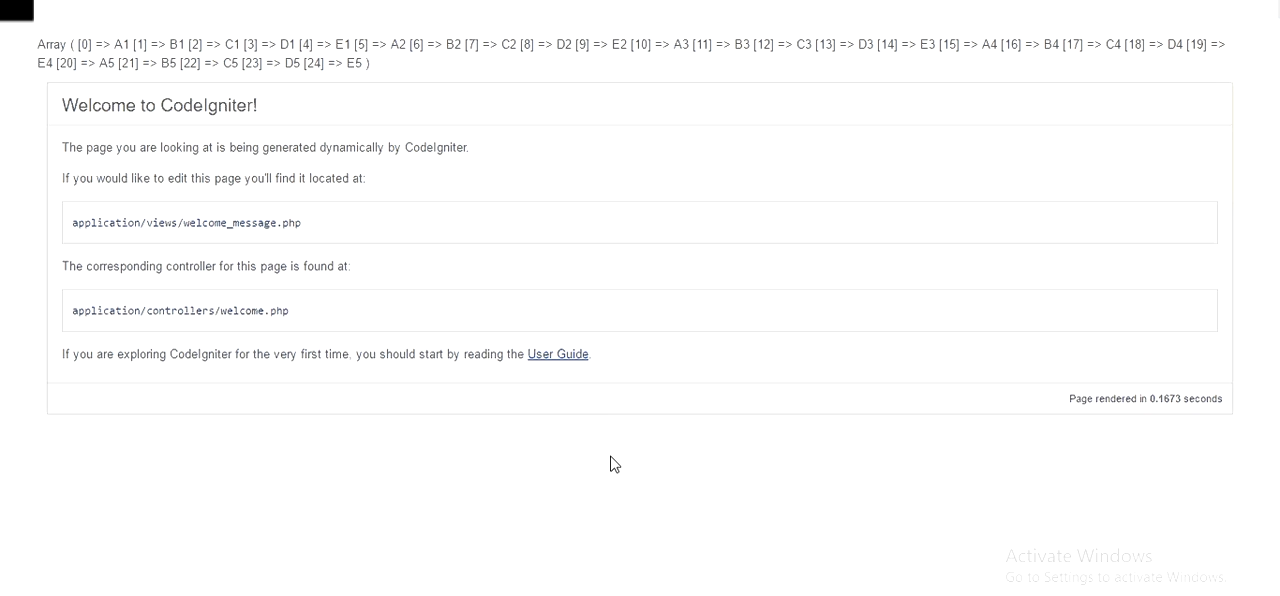 Array ( [0] => A1 [1] => B1 [2] => C1 [3] => D1 [4] => E1 [5] => A2 [6] => B2 [7] => C2 [8] => D2 [9] => E2 [10] => A3 [11] => B3 [12] => C3 [13] => D3 [14] => E3 [15] => A4 [16] => B4 [17] => C4 [18] => D4 [19] =>
E4 [20] => A5 [21] => B5 [22] => C5 [23] => D5 [24] => E5 )
Welcome to CodeIgniter!
The page you are looking at is being generated dynamically by CodeIgniter.
If you would like to edit this page you'll find it located at:
application/views/welcome_message.php
The corresponding controller for this page is found at:
application/controllers/welcome.php
If you are exploring CodeIgniter for the very first time, you should start by reading the User Guide.
Page rendered in 0.1673 seconds
Activate Windows
Go to Settings to activate Windows.